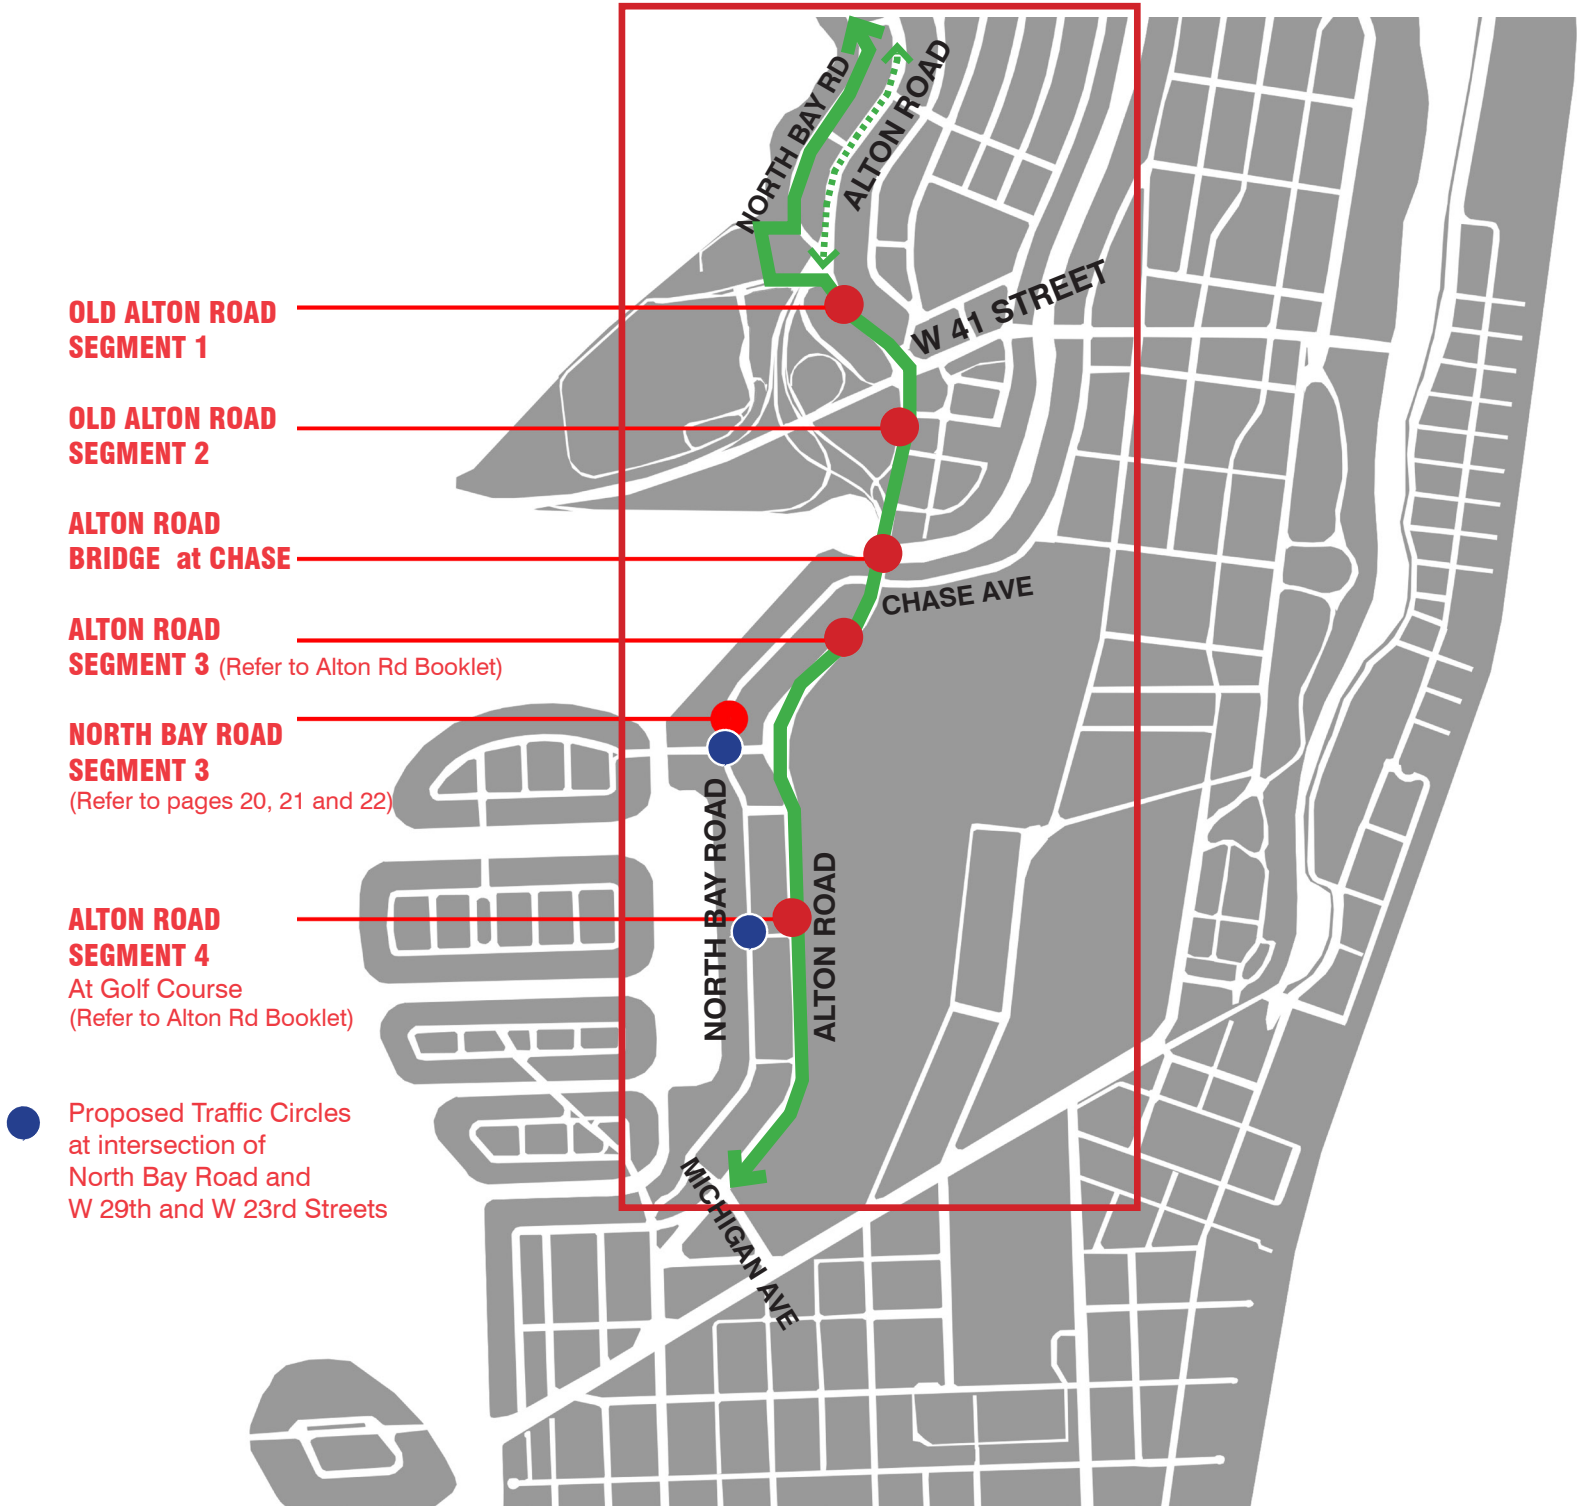 NORTH BAY RD
ALTON ROAD
W 41 STREET
OLD ALTON ROAD
SEGMENT 1
OLD ALTON ROAD
SEGMENT 2
ALTON ROAD
BRIDGE at CHASE
CHASE AVE
ALTON ROAD
SEGMENT 3 (Refer to Alton Rd Booklet)
NORTH BAY ROAD
SEGMENT 3
(Refer to pages 20, 21 and 22)
NORTH BAY ROAD
ALTON ROAD
ALTON ROAD
SEGMENT 4
At Golf Course
(Refer to Alton Rd Booklet)
Proposed Traffic Circles
at intersection of
North Bay Road and
W 29th and W 23rd Streets
MICHIGAN AVE